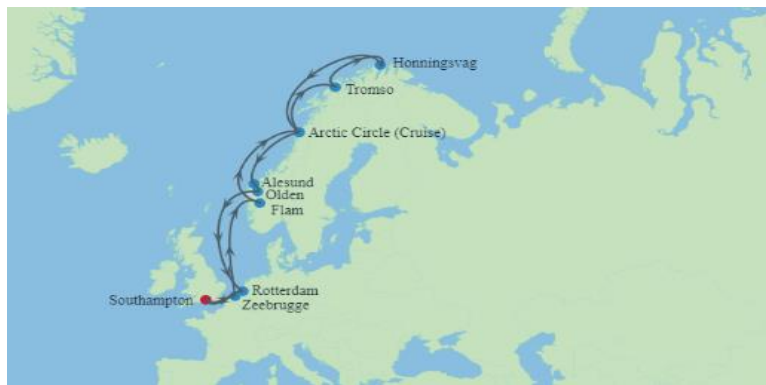 Honningsvag
Tromso
Arctic Circle (Cruise)
Alesund
Olden
Flam
Rotterdam
Southampton
Zeebrugge